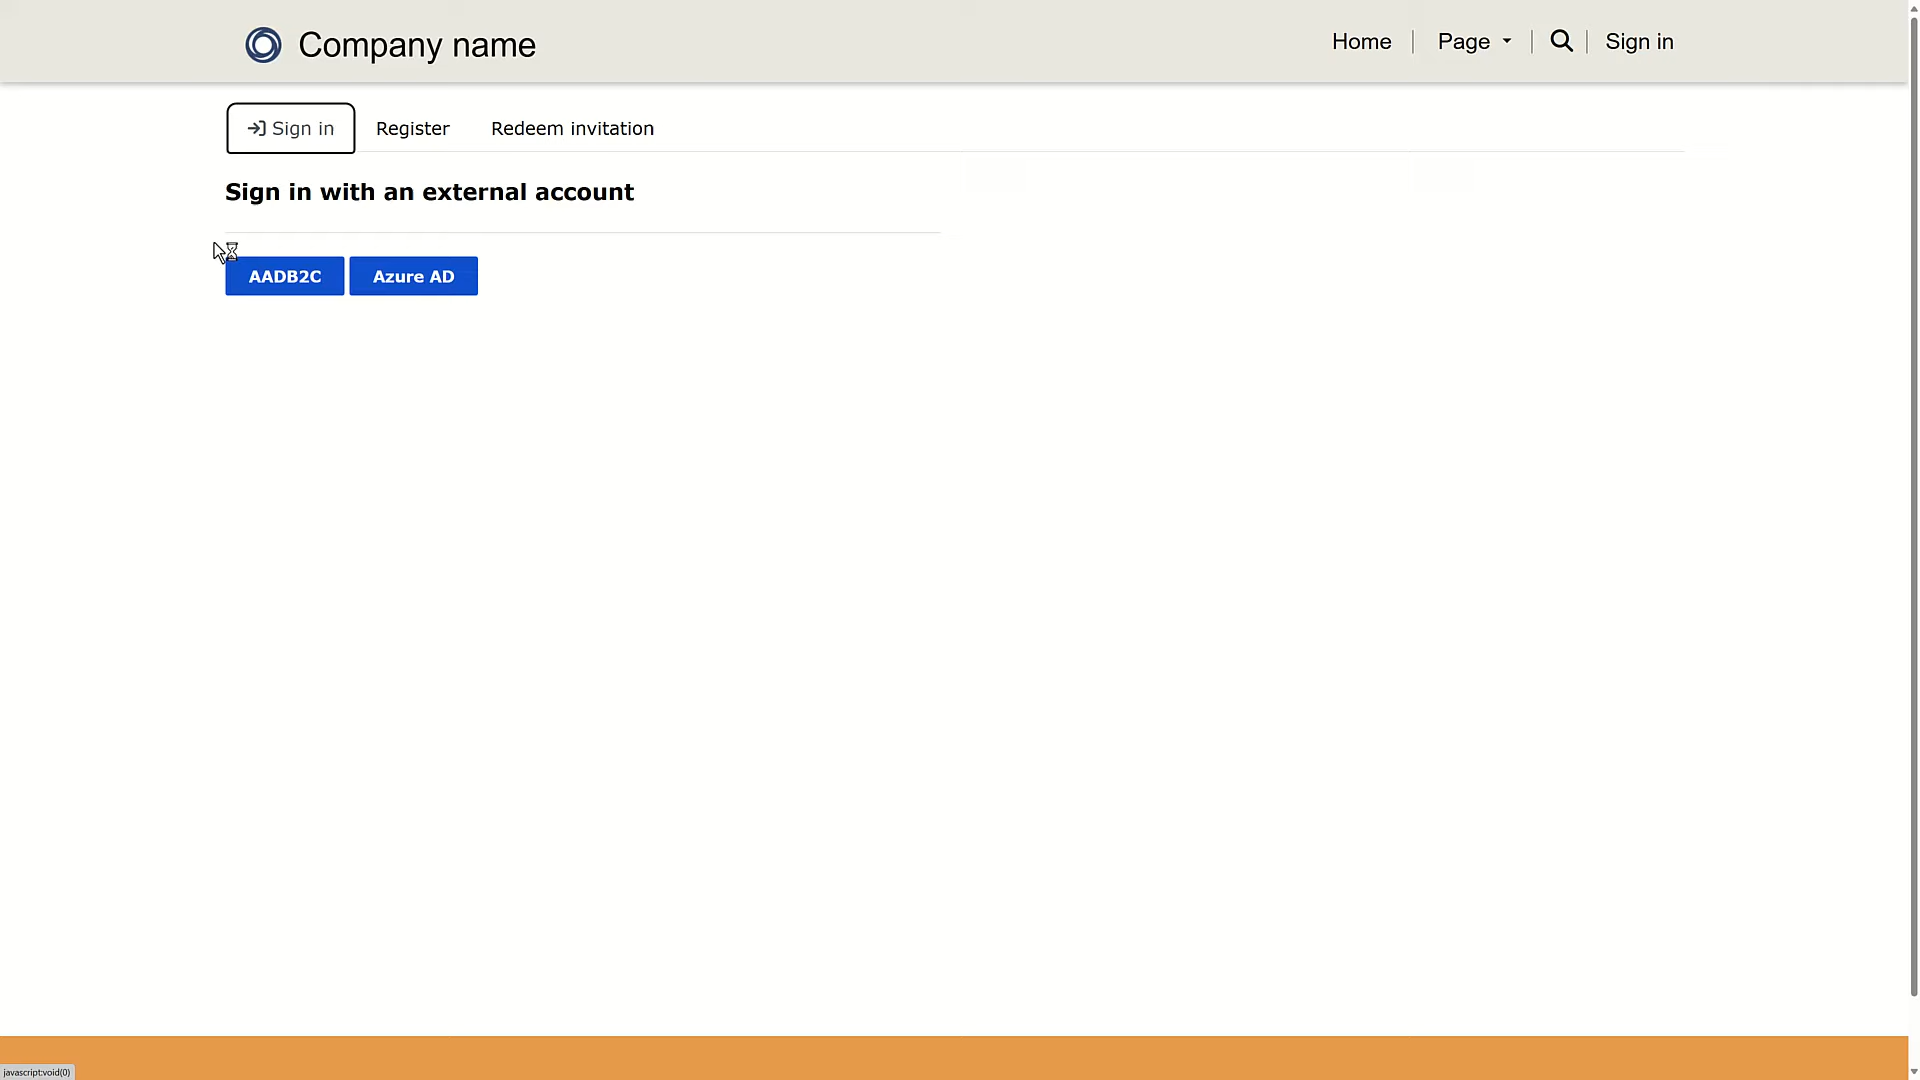 Company name
Home
Page
Sign in
Sign in
Register
Redeem invitation
Sign in with an external account
AADB2C
Azure AD
javascript:void(0)